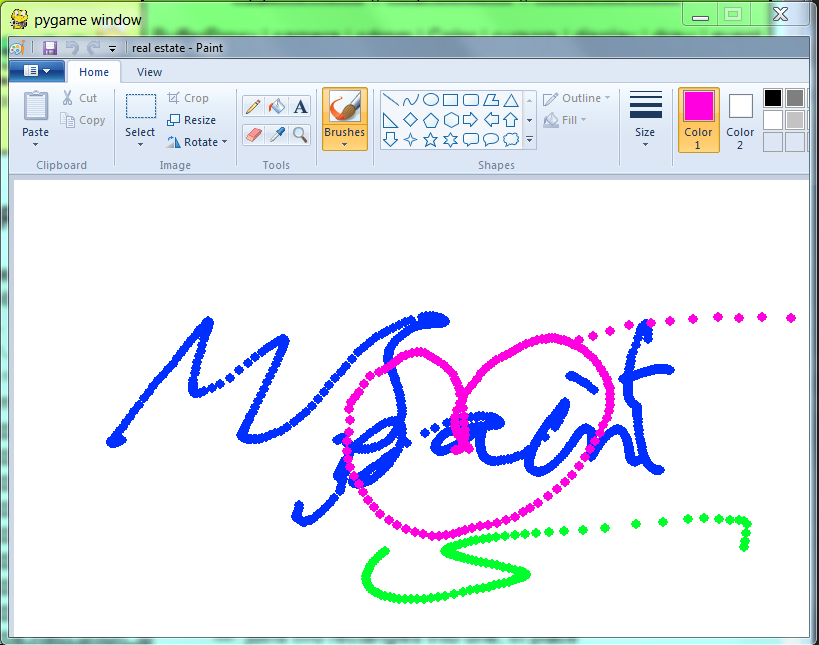 pygame window
real estate - Paint
Home View
Paste
Cut
Copy
Clipboard
Select
Crop
Resize
Rotate
Image
A
Tools
Brushes
Shapes
Outline
Fill
Size
Color 1
Color 2
paint